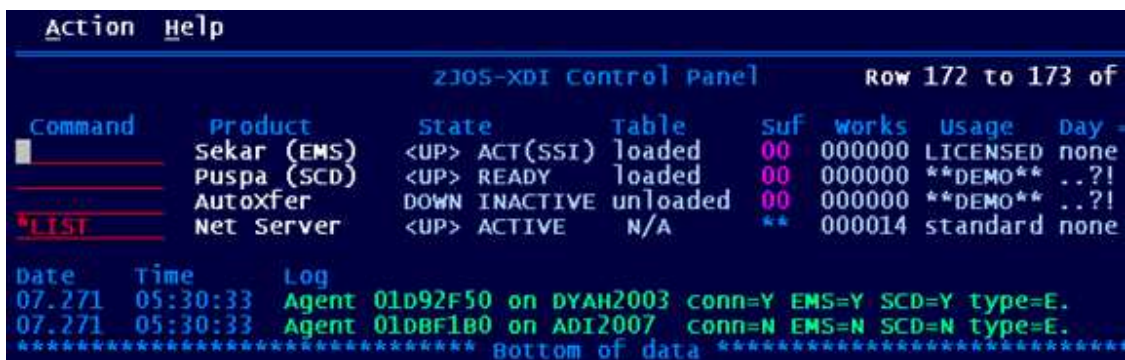 Action Help
zJOS-XDI Control Panel Row 172 to 173 of
Command Product State Table Suf Works Usage Day
Sekar (EMS) <UP> ACT(SSI) loaded 00 000000 LICENSED none
Puspa (SCD) <UP> READY loaded 00 000000 **DEMO** ..?!
AutoXfer DOWN INACTIVE unloaded 00 000000 **DEMO** ..?!
*LIST Net Server <UP> ACTIVE N/A ** 000014 standard none
Date Time Log
07.271 05:30:33 Agent 01D92F50 on DYAH2003 conn=Y EMS=Y SCD=Y type=E.
07.271 05:30:33 Agent 01DBF1B0 on ADI2007 conn=N EMS=N SCD=N type=E.
******************************** Bottom of data ****************************